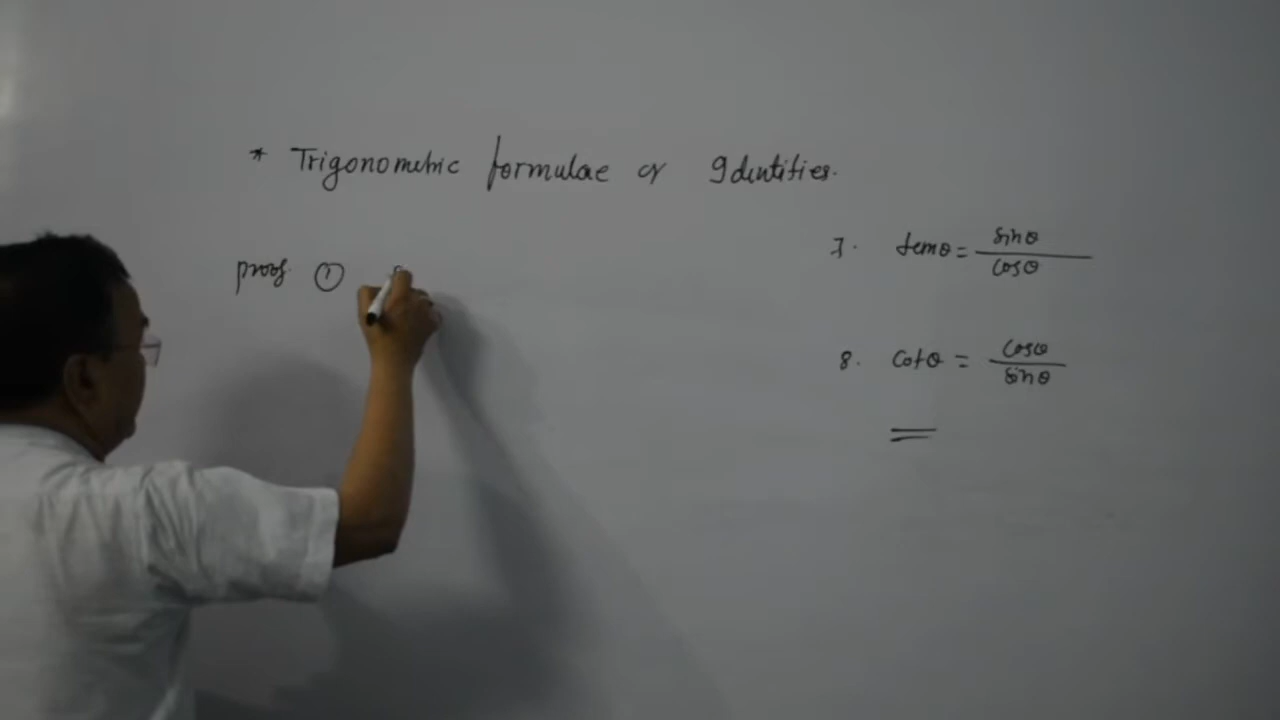 * Trigonometric formulae or Identities.
proof. ①
7. tanθ = sinθ / cosθ
8. cotθ = cosθ / sinθ